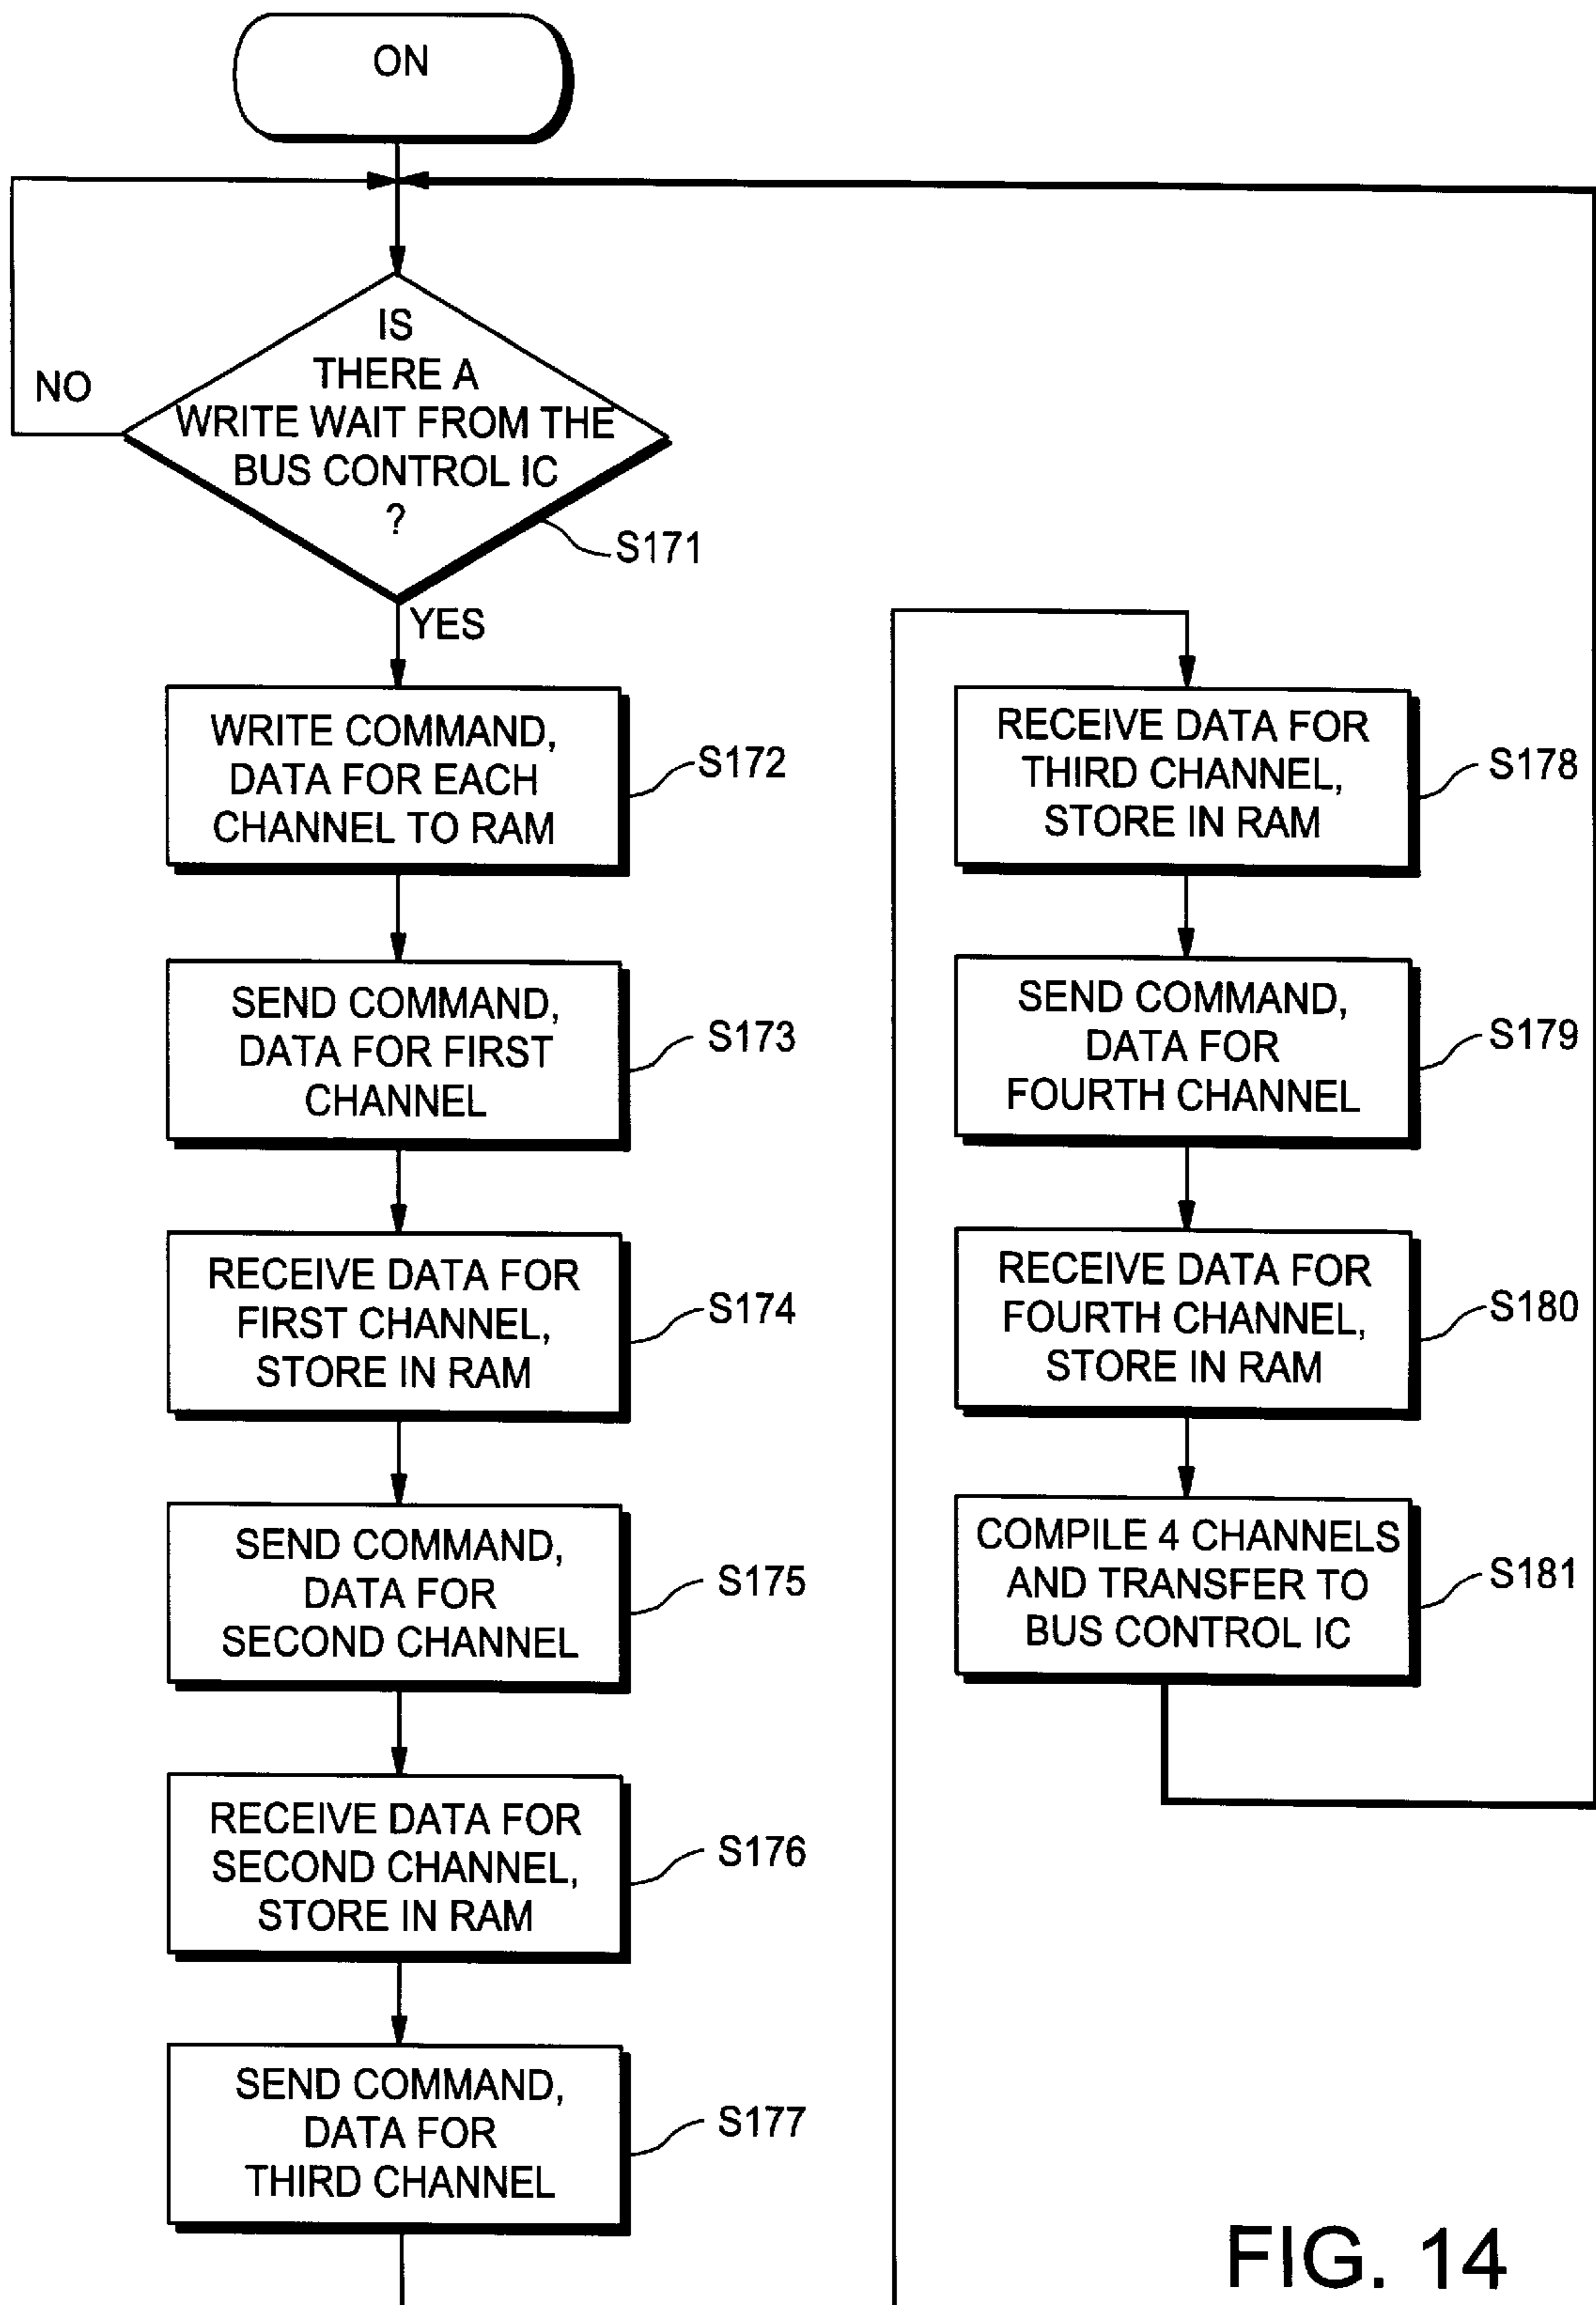 ON
IS
THERE A
WRITE WAIT FROM THE
BUS CONTROL IC
?
NO
S171
YES
WRITE COMMAND,
DATA FOR EACH
CHANNEL TO RAM
S172
SEND COMMAND,
DATA FOR FIRST
CHANNEL
S173
RECEIVE DATA FOR
FIRST CHANNEL,
STORE IN RAM
S174
SEND COMMAND,
DATA FOR
SECOND CHANNEL
S175
RECEIVE DATA FOR
SECOND CHANNEL,
STORE IN RAM
S176
SEND COMMAND,
DATA FOR
THIRD CHANNEL
S177
RECEIVE DATA FOR
THIRD CHANNEL,
STORE IN RAM
S178
SEND COMMAND,
DATA FOR
FOURTH CHANNEL
S179
RECEIVE DATA FOR
FOURTH CHANNEL,
STORE IN RAM
S180
COMPILE 4 CHANNELS
AND TRANSFER TO
BUS CONTROL IC
S181
FIG. 14